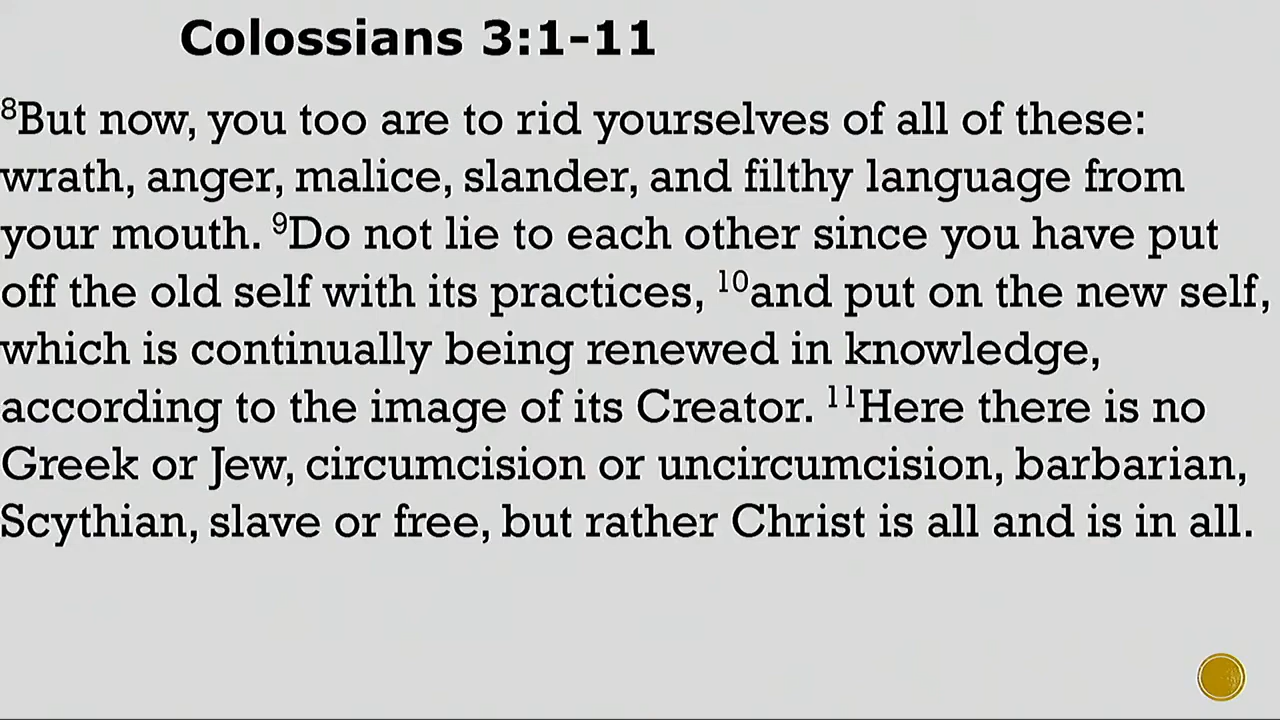 Colossians 3:1-11
⁸But now, you too are to rid yourselves of all of these:
wrath, anger, malice, slander, and filthy language from
your mouth. ⁹Do not lie to each other since you have put
off the old self with its practices, ¹⁰and put on the new self,
which is continually being renewed in knowledge,
according to the image of its Creator. ¹¹Here there is no
Greek or Jew, circumcision or uncircumcision, barbarian,
Scythian, slave or free, but rather Christ is all and is in all.